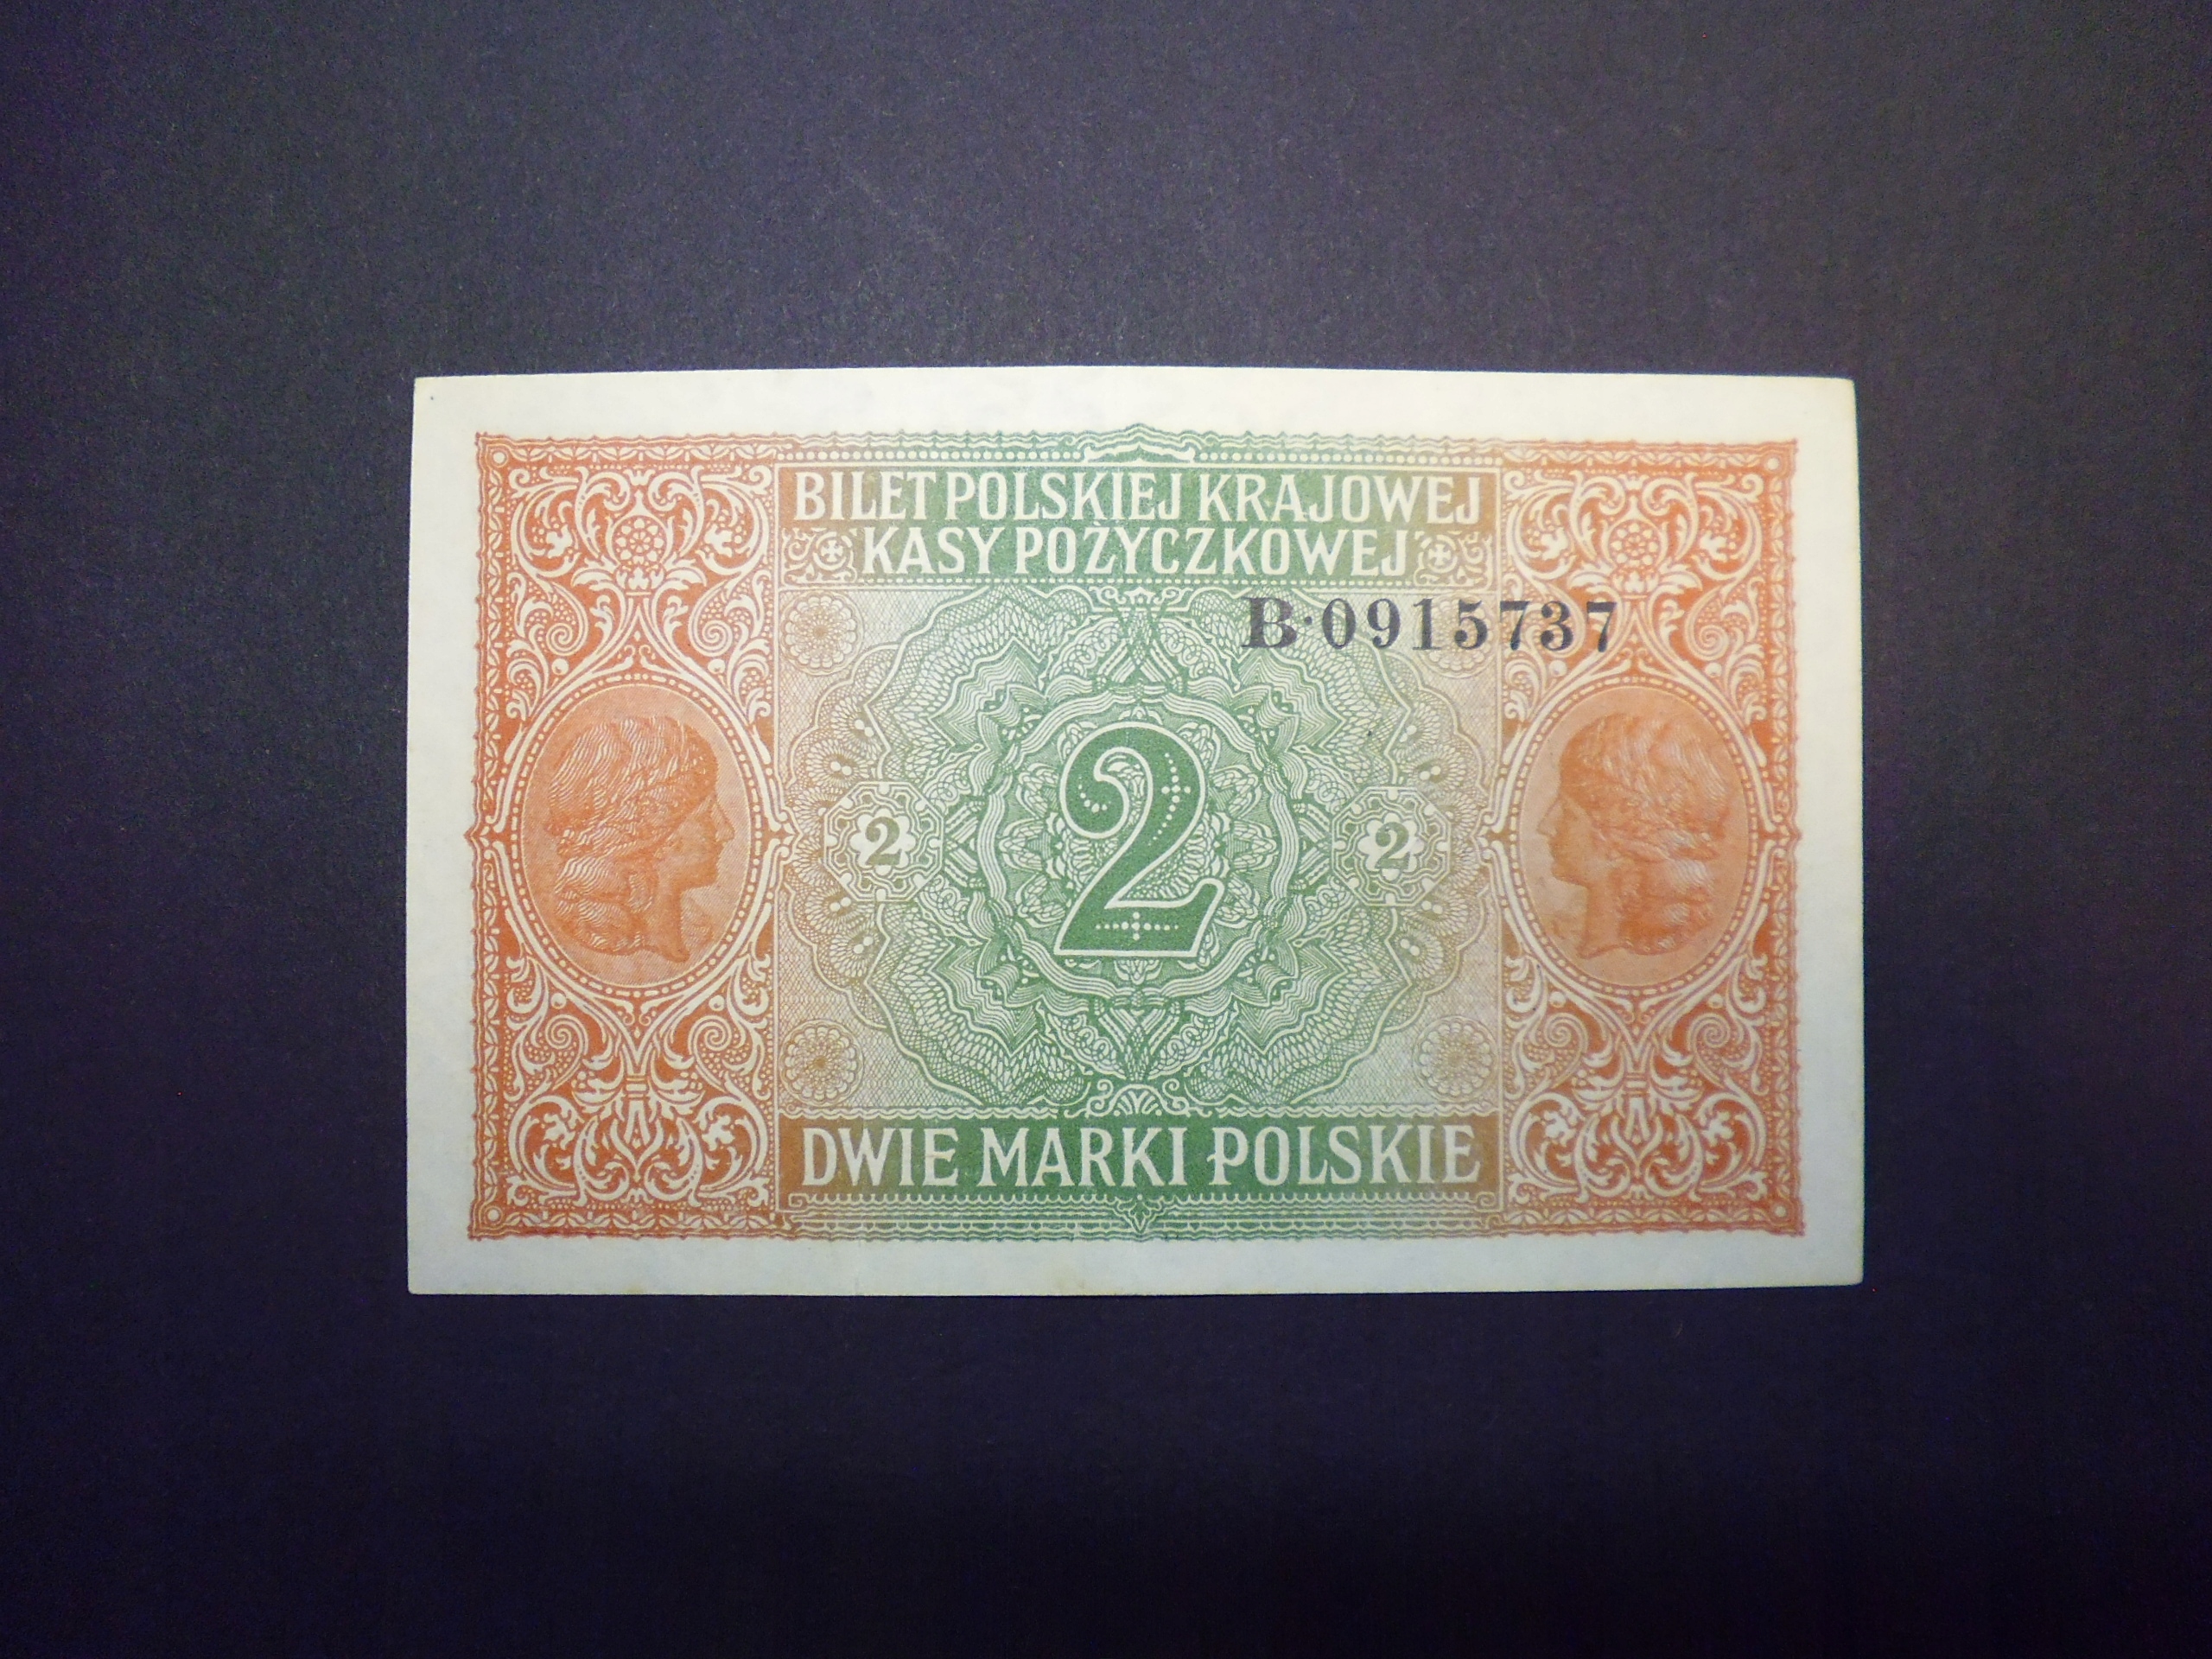 BILET POLSKIEJ KRAJOWEJ
KASY POŻYCZKOWEJ
B·0915737
2
2
2
DWIE MARKI POLSKIE